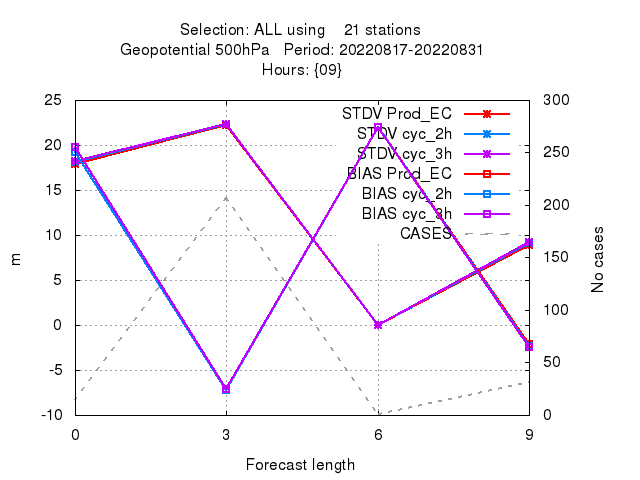 Selection: ALL using 21 stations
Geopotential 500hPa Period: 20220817-20220831
Hours: {09}
STDV Prod_EC
STDV cyc_2h
STDV cyc_3h
BIAS Prod_EC
BIAS cyc_2h
BIAS cyc_3h
CASES
25
20
15
10
5
0
-5
-10
m
300
250
200
150
100
50
0
No cases
0 3 6 9
Forecast length